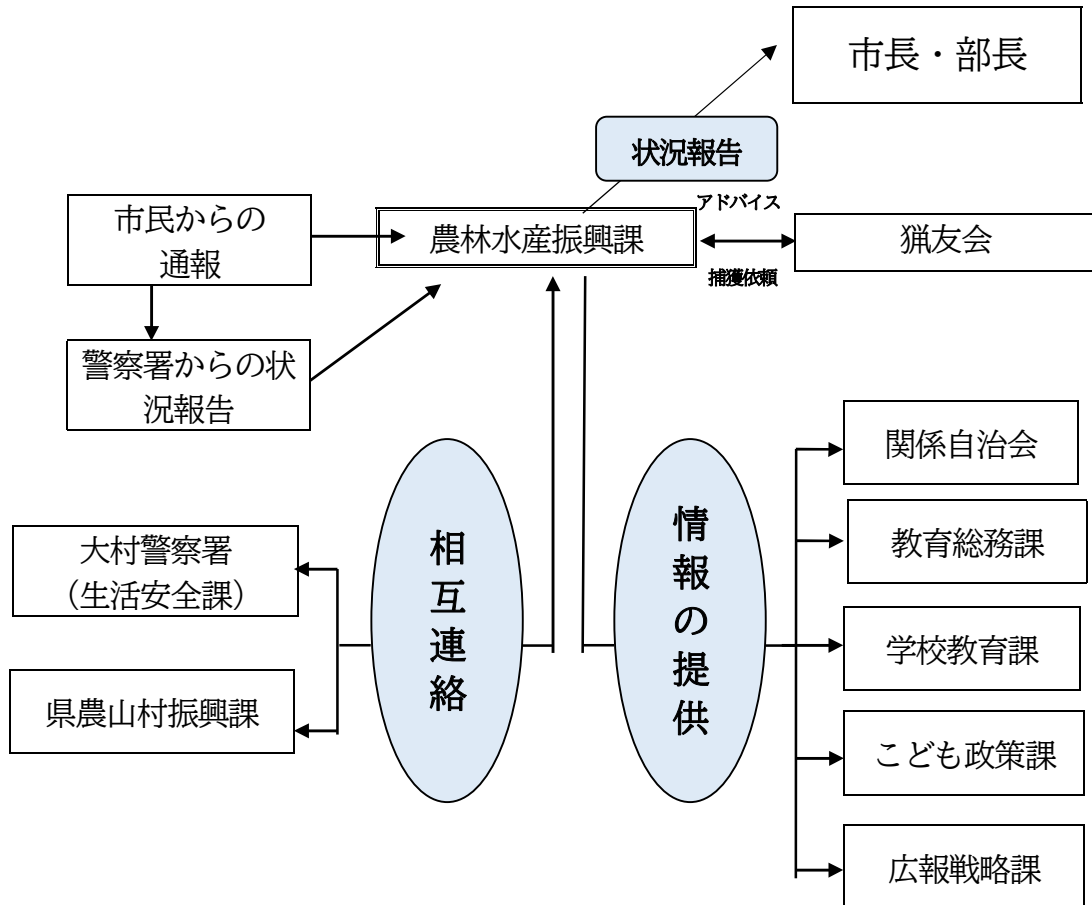 市長・部長
状況報告
アドバイス
市民からの
通報
農林水産振興課
猟友会
捕獲依頼
警察署からの状
況報告
関係自治会
相互連絡
情報の提供
教育総務課
大村警察署
（生活安全課）
学校教育課
県農山村振興課
こども政策課
広報戦略課